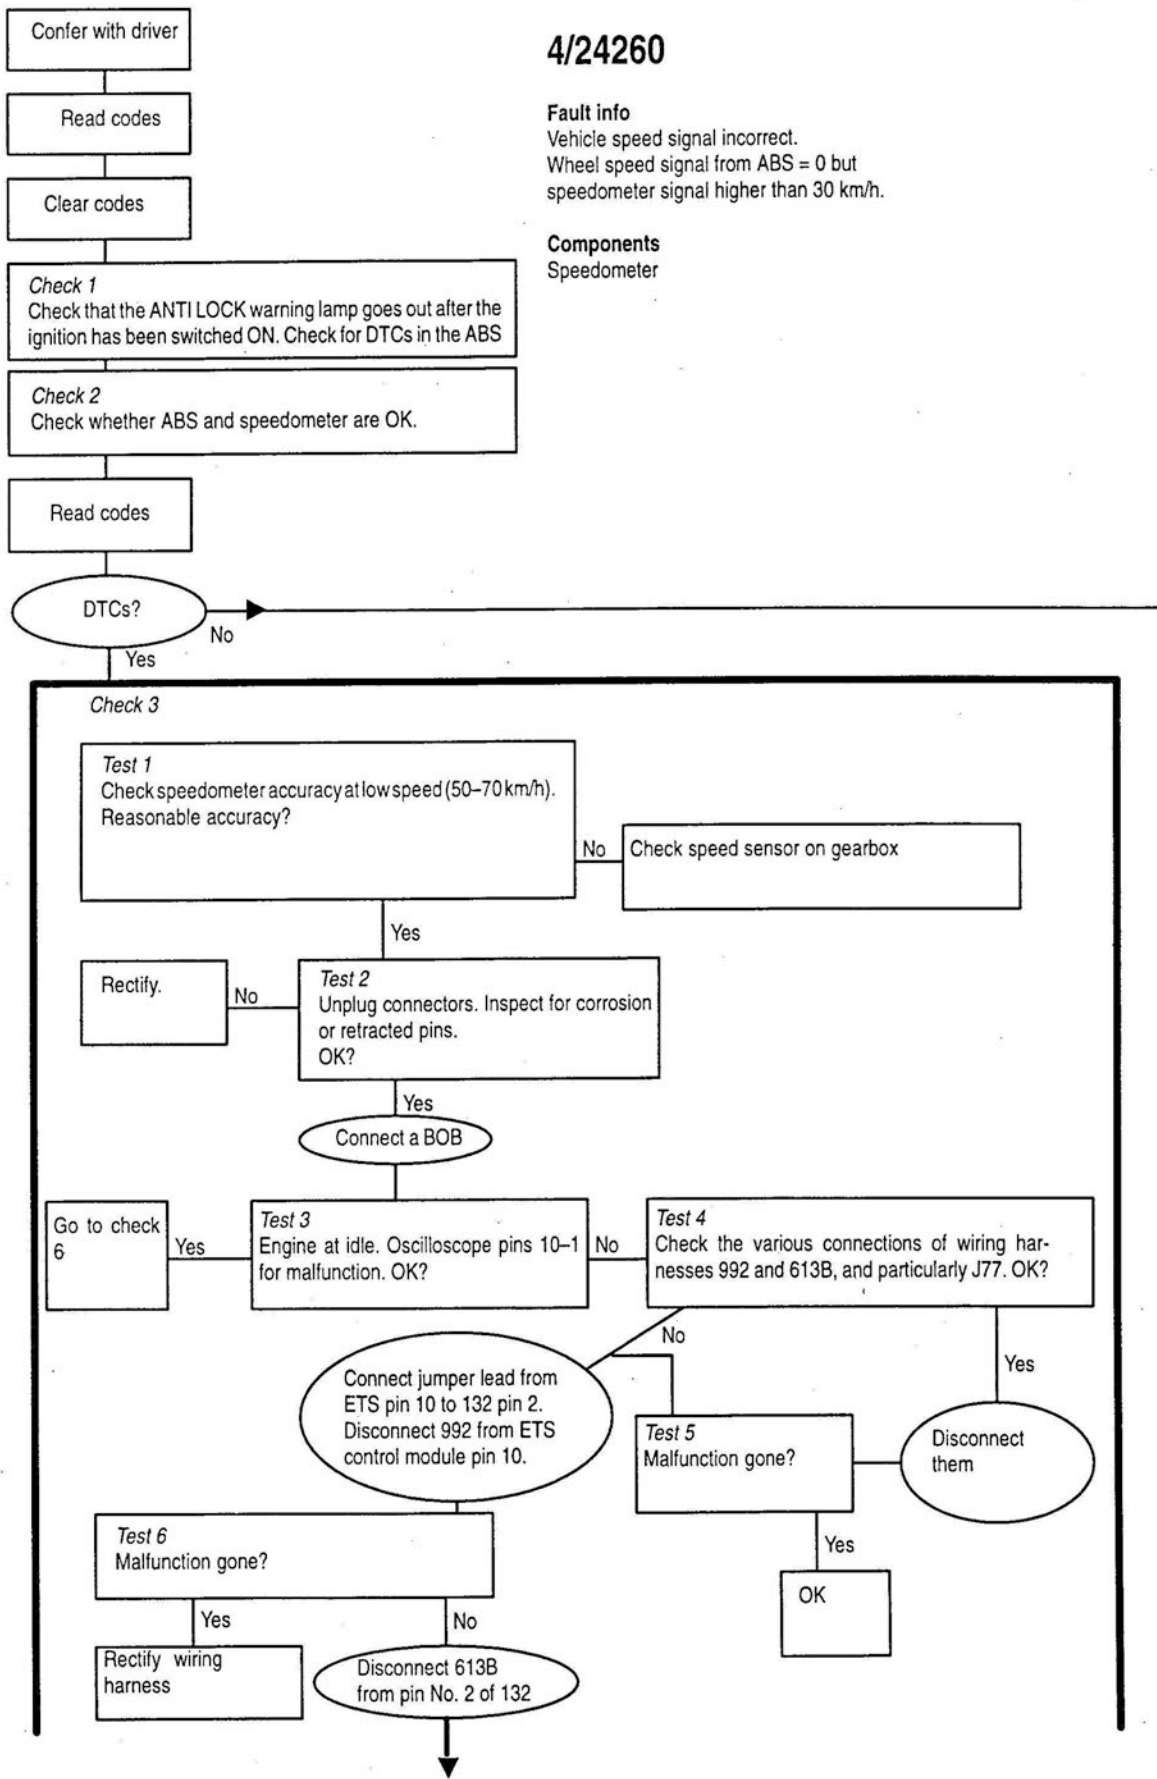 Confer with driver
4/24260
Read codes
Fault info
Vehicle speed signal incorrect.
Wheel speed signal from ABS = 0 but
speedometer signal higher than 30 km/h.
Clear codes
Components
Speedometer
Check 1
Check that the ANTI LOCK warning lamp goes out after the
ignition has been switched ON. Check for DTCs in the ABS
Check 2
Check whether ABS and speedometer are OK.
Read codes
DTCs?
No
Yes
Check 3
Test 1
Check speedometer accuracy at low speed (50–70 km/h).
Reasonable accuracy?
No
Check speed sensor on gearbox
Yes
Rectify.
No
Test 2
Unplug connectors. Inspect for corrosion
or retracted pins.
OK?
Yes
Connect a BOB
Go to check
6
Yes
Test 3
Engine at idle. Oscilloscope pins 10–1
for malfunction. OK?
No
Test 4
Check the various connections of wiring har-
nesses 992 and 613B, and particularly J77. OK?
No
Yes
Connect jumper lead from
ETS pin 10 to 132 pin 2.
Disconnect 992 from ETS
control module pin 10.
Test 5
Malfunction gone?
Disconnect
them
Yes
OK
Test 6
Malfunction gone?
Yes
No
Rectify wiring
harness
Disconnect 613B
from pin No. 2 of 132